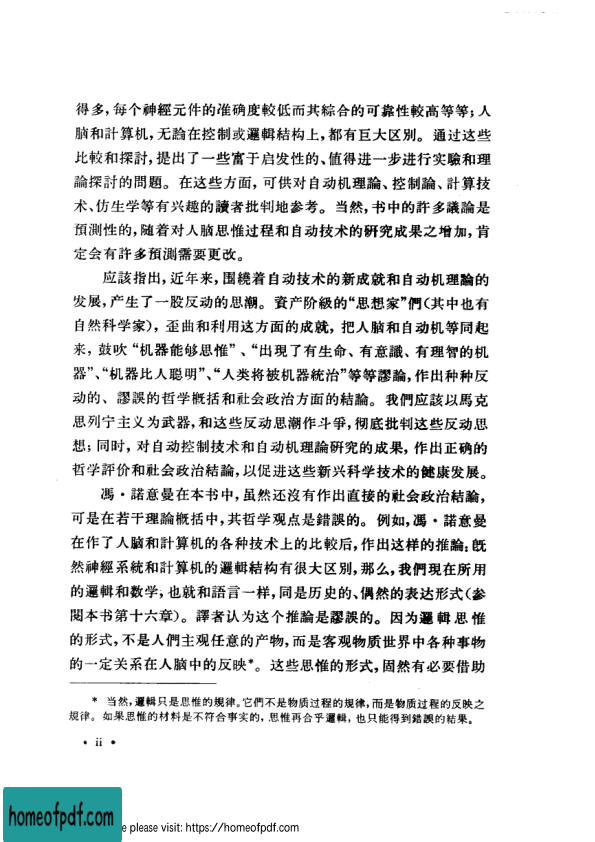 得多，每个神經元件的准确度較低而其綜合的可靠性較高等等；人
脑和計算机，无論在控制或邏輯結构上，都有巨大区別。通过这些
比較和探討，提出了一些富于启发性的、值得进一步进行实驗和理
論探討的問題。在这些方面，可供对自动机理論、控制論、計算技
术、仿生学等有兴趣的讀者批判地参考。当然，书中的許多議論是
預測性的，随着对人脑思惟过程和自动技术的研究成果之增加，肯
定会有許多預測需要更改。
应該指出，近年来，围繞着自动技术的新成就和自动机理論的
发展，产生了一股反动的思潮。資产阶級的“思想家”們（其中也有
自然科学家），歪曲和利用这方面的成就，把人脑和自动机等同起
来，鼓吹“机器能够思惟”、“出現了有生命、有意識、有理智的机
器”、“机器比人聪明”、“人类将被机器統治”等等謬論，作出种种反
动的、謬誤的哲学概括和社会政治方面的結論。我們应該以馬克
思列宁主义为武器，和这些反动思潮作斗爭，彻底批判这些反动思
想；同时，对自动控制技术和自动机理論研究的成果，作出正确的
哲学評价和社会政治結論，以促进这些新兴科学技术的健康发展。
馮·諾意曼在本书中，虽然还沒有作出直接的社会政治結論，
可是在若干理論概括中，其哲学观点是錯誤的。例如，馮·諾意曼
在作了人脑和計算机的各种技术上的比較后，作出这样的推論：旣
然神經系統和計算机的邏輯結构有很大区別，那么，我們現在所用
的邏輯和数学，也就和語言一样，同是历史的、偶然的表达形式（参
閱本书第十六章）。譯者认为这个推論是謬誤的。因为邏輯思惟
的形式，不是人們主观任意的产物，而是客观物质世界中各种事物
的一定关系在人脑中的反映*。这些思惟的形式，固然有必要借助
* 当然，邏輯只是思惟的規律。它們不是物质过程的規律，而是物质过程的反映之
規律。如果思惟的材料是不符合事实的，思惟再合乎邏輯，也只能得到錯誤的結果。
• ii •
homeofpdf.com
e please visit: https://homeofpdf.com